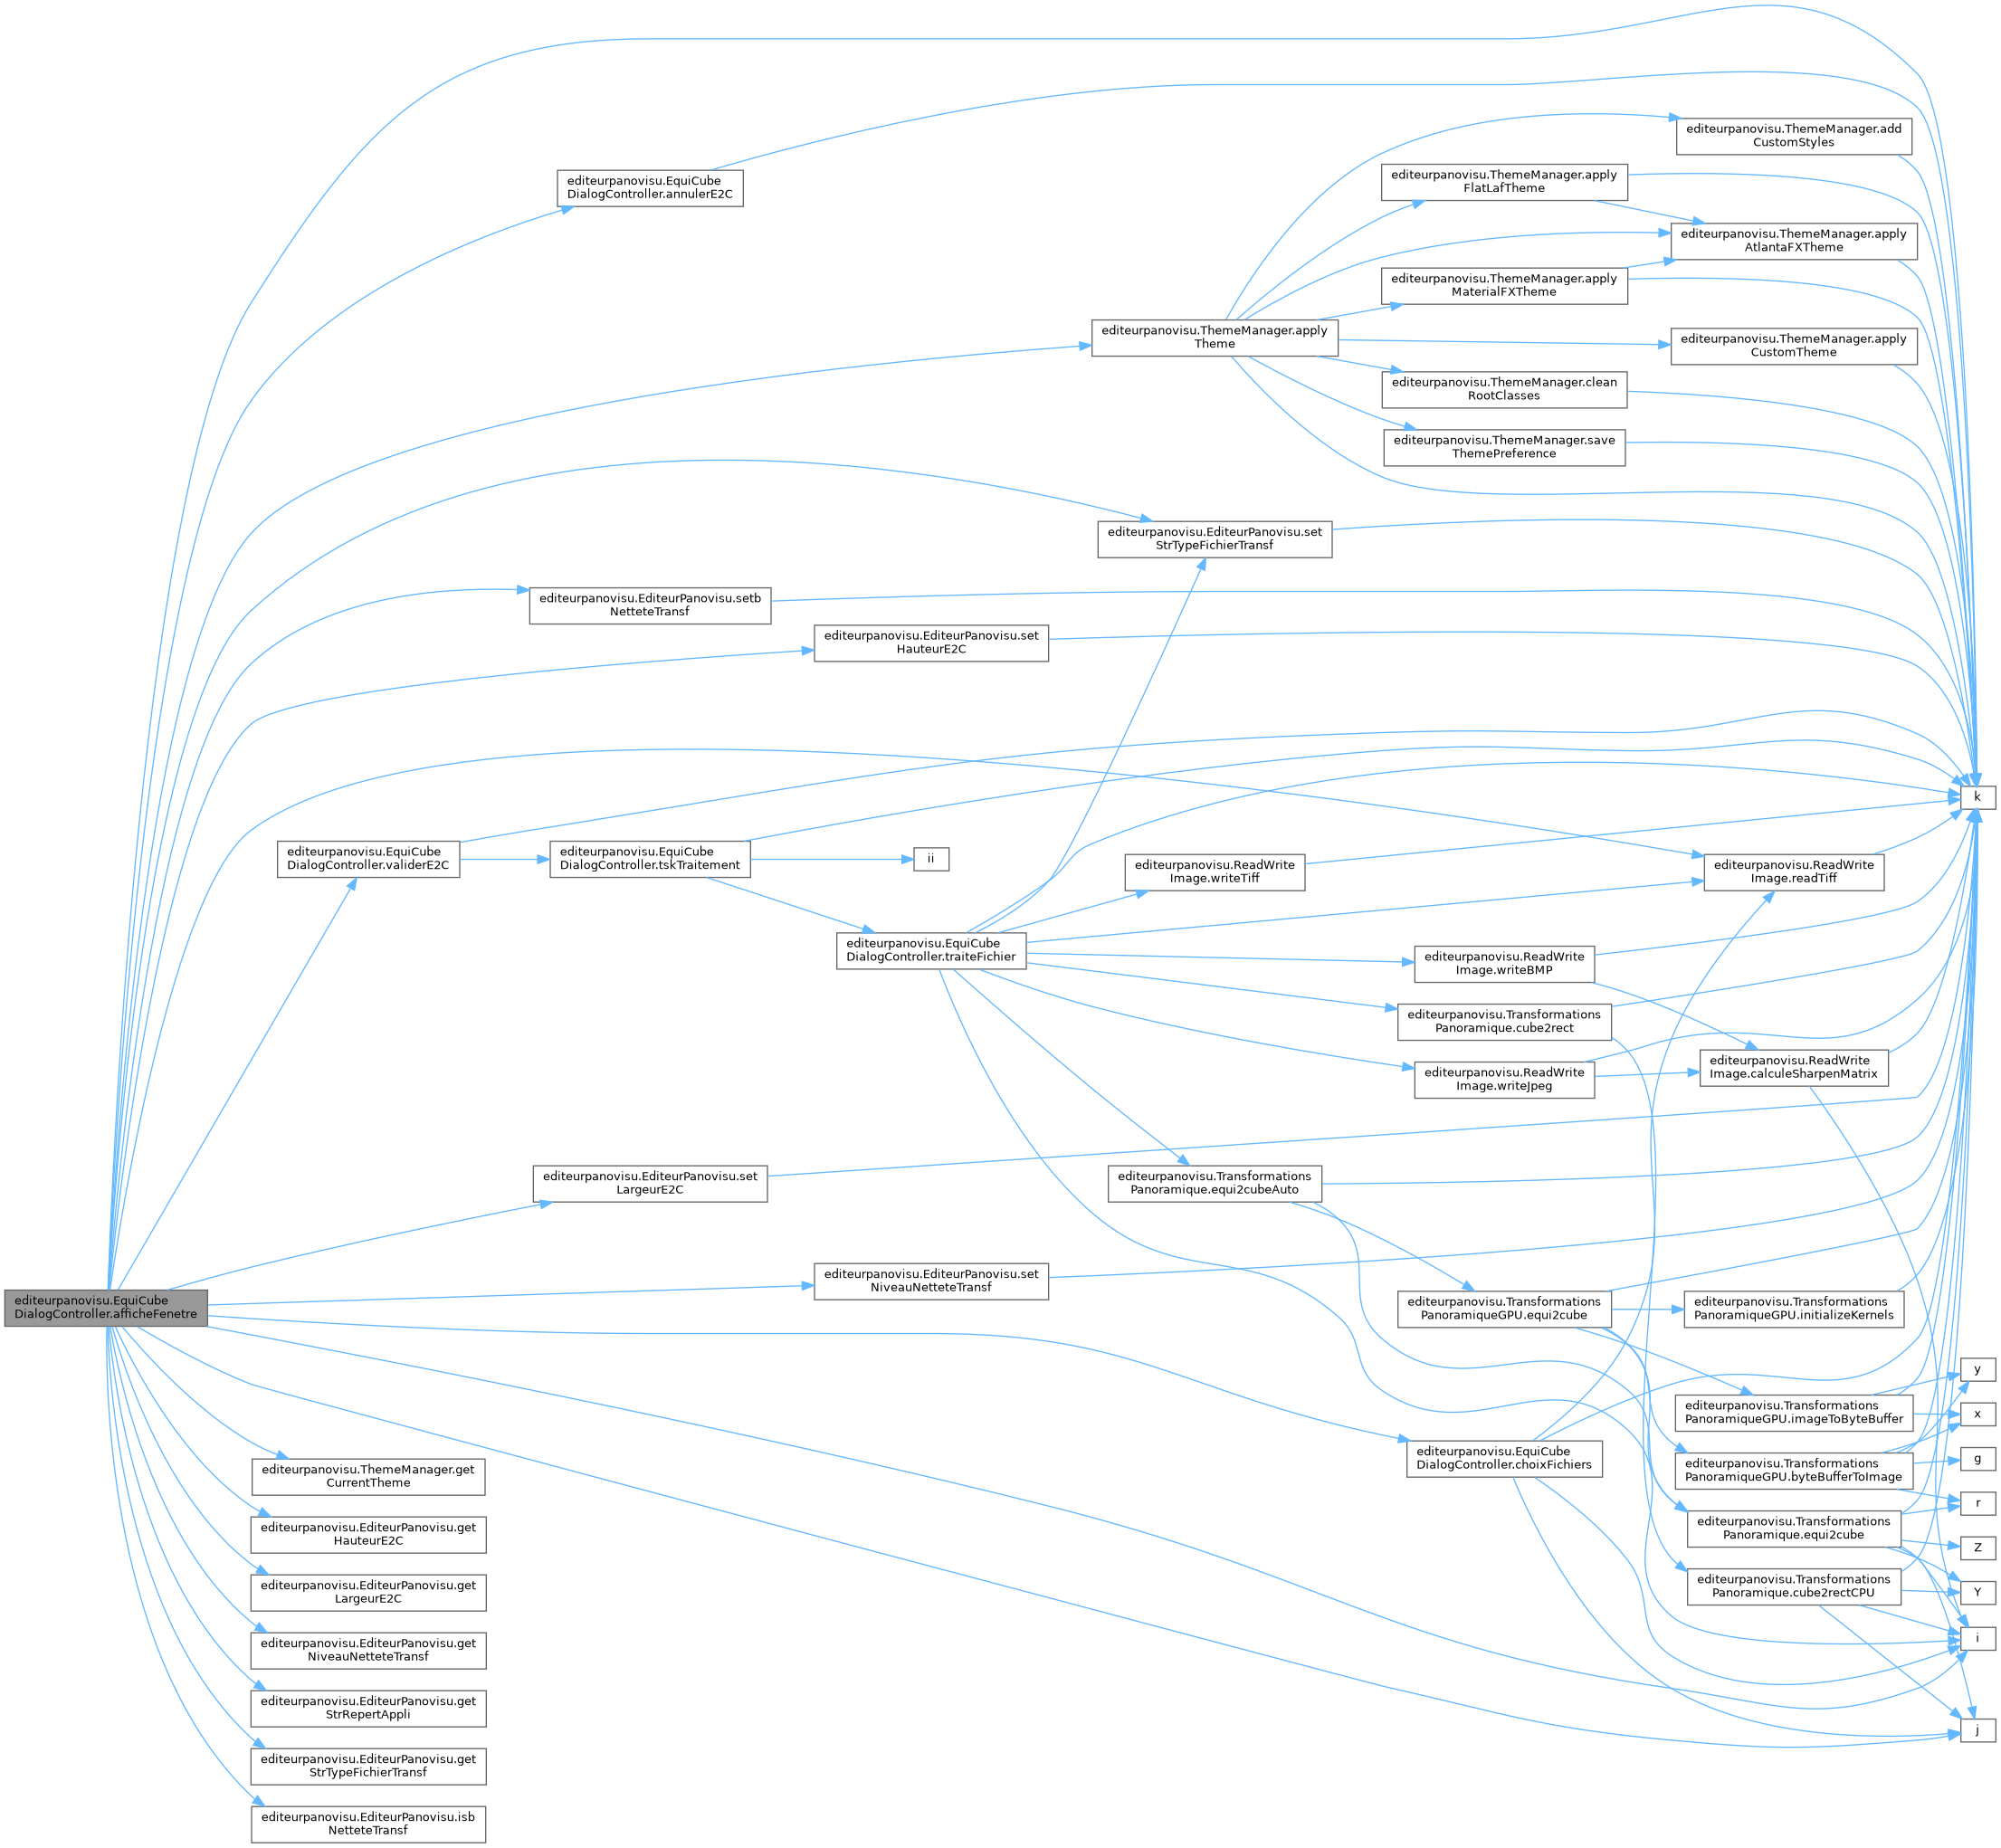 editeurpanovisu.EquiCube
DialogController.afficheFenetre
editeurpanovisu.EquiCube
DialogController.annulerE2C
editeurpanovisu.ThemeManager.apply
Theme
editeurpanovisu.ThemeManager.add
CustomStyles
editeurpanovisu.ThemeManager.apply
FlatLafTheme
editeurpanovisu.ThemeManager.apply
AtlantaFXTheme
editeurpanovisu.ThemeManager.apply
MaterialFXTheme
editeurpanovisu.ThemeManager.apply
CustomTheme
editeurpanovisu.ThemeManager.clean
RootClasses
editeurpanovisu.ThemeManager.save
ThemePreference
editeurpanovisu.EditeurPanovisu.set
StrTypeFichierTransf
editeurpanovisu.EditeurPanovisu.setb
NetteteTransf
editeurpanovisu.EditeurPanovisu.set
HauteurE2C
k
editeurpanovisu.EquiCube
DialogController.validerE2C
editeurpanovisu.EquiCube
DialogController.tskTraitement
ii
editeurpanovisu.ReadWrite
Image.writeTiff
editeurpanovisu.ReadWrite
Image.readTiff
editeurpanovisu.EquiCube
DialogController.traiteFichier
editeurpanovisu.ReadWrite
Image.writeBMP
editeurpanovisu.Transformations
Panoramique.cube2rect
editeurpanovisu.ReadWrite
Image.writeJpeg
editeurpanovisu.ReadWrite
Image.calculeSharpenMatrix
editeurpanovisu.EditeurPanovisu.set
LargeurE2C
editeurpanovisu.Transformations
Panoramique.equi2cubeAuto
editeurpanovisu.EditeurPanovisu.set
NiveauNetteteTransf
editeurpanovisu.Transformations
PanoramiqueGPU.equi2cube
editeurpanovisu.Transformations
PanoramiqueGPU.initializeKernels
y
editeurpanovisu.Transformations
PanoramiqueGPU.imageToByteBuffer
x
editeurpanovisu.EquiCube
DialogController.choixFichiers
editeurpanovisu.Transformations
PanoramiqueGPU.byteBufferToImage
g
r
editeurpanovisu.Transformations
Panoramique.equi2cube
Z
editeurpanovisu.Transformations
Panoramique.cube2rectCPU
Y
i
j
editeurpanovisu.ThemeManager.get
CurrentTheme
editeurpanovisu.EditeurPanovisu.get
HauteurE2C
editeurpanovisu.EditeurPanovisu.get
LargeurE2C
editeurpanovisu.EditeurPanovisu.get
NiveauNetteteTransf
editeurpanovisu.EditeurPanovisu.get
StrRepertAppli
editeurpanovisu.EditeurPanovisu.get
StrTypeFichierTransf
editeurpanovisu.EditeurPanovisu.isb
NetteteTransf